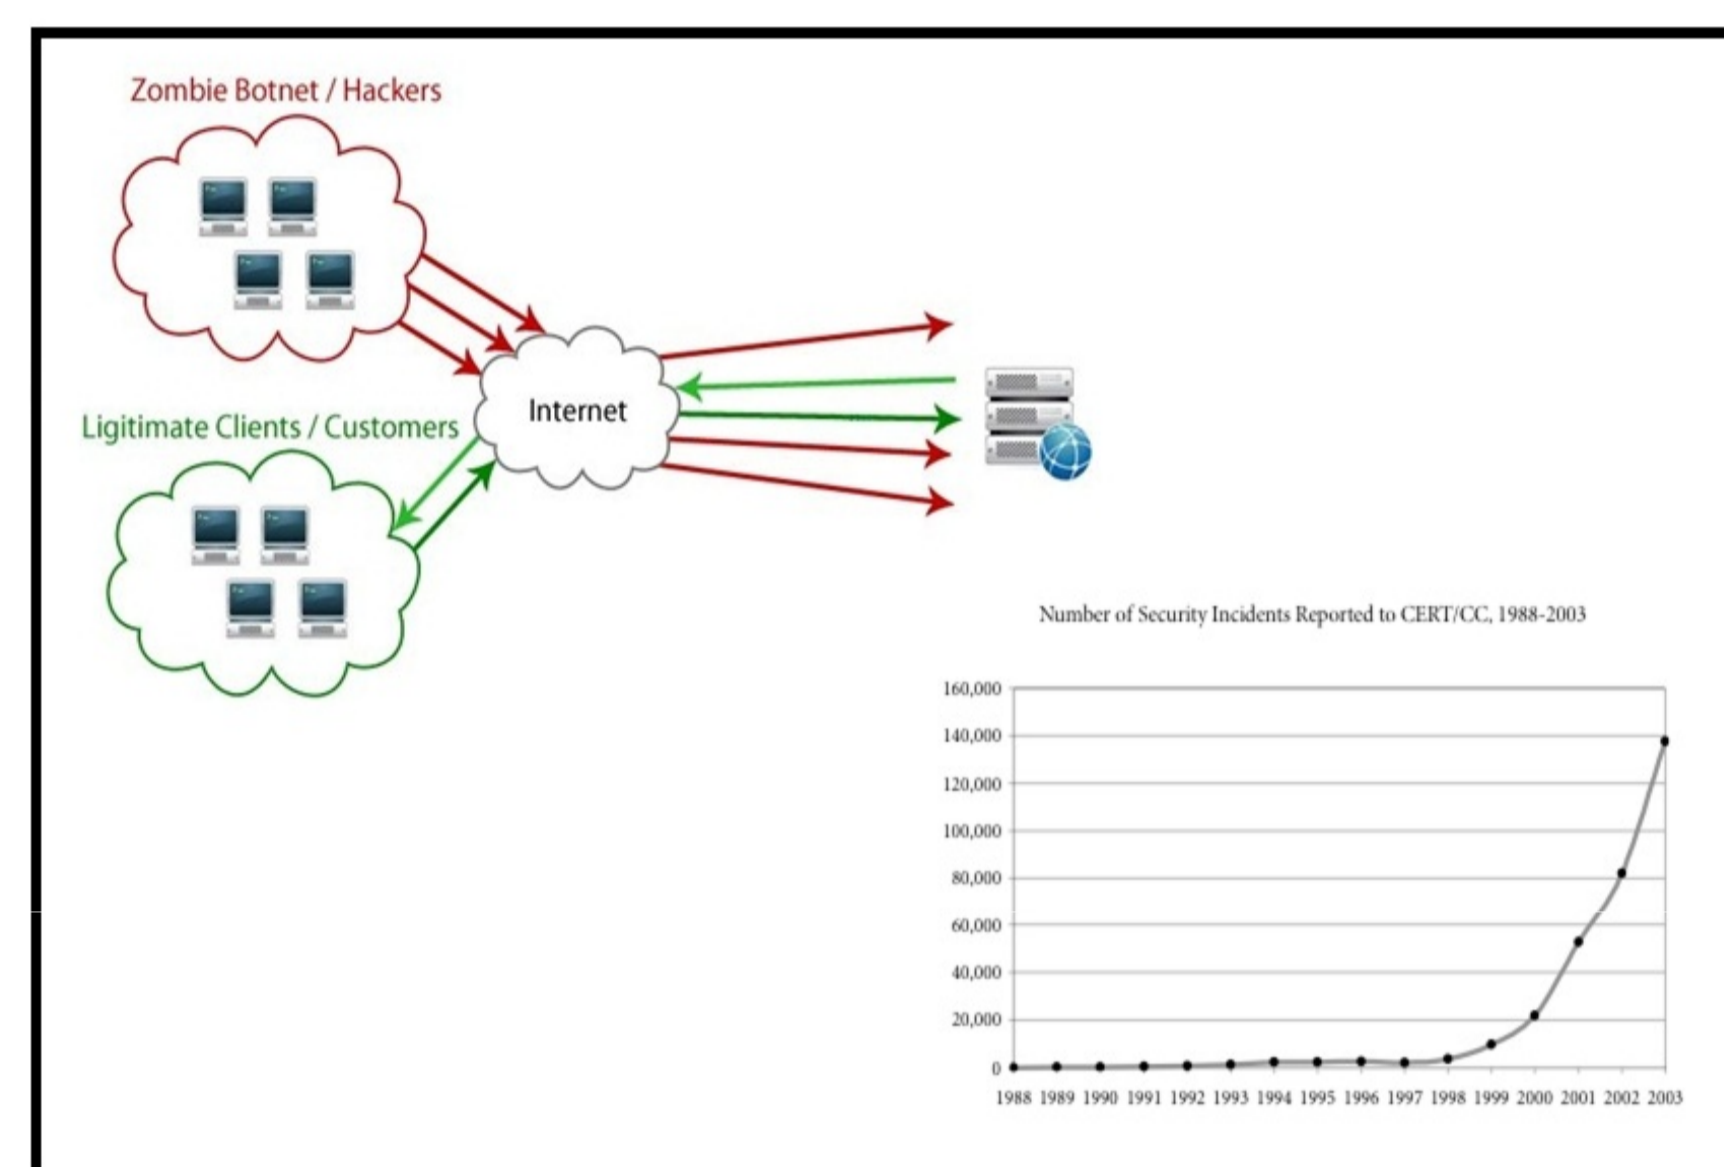 Zombie Botnet / Hackers
Internet
Ligitimate Clients / Customers
Number of Security Incidents Reported to CERT/CC, 1988-2003
160,000
140,000
120,000
100,000
80,000
60,000
40,000
20,000
0
1988 1989 1990 1991 1992 1993 1994 1995 1996 1997 1998 1999 2000 2001 2002 2003